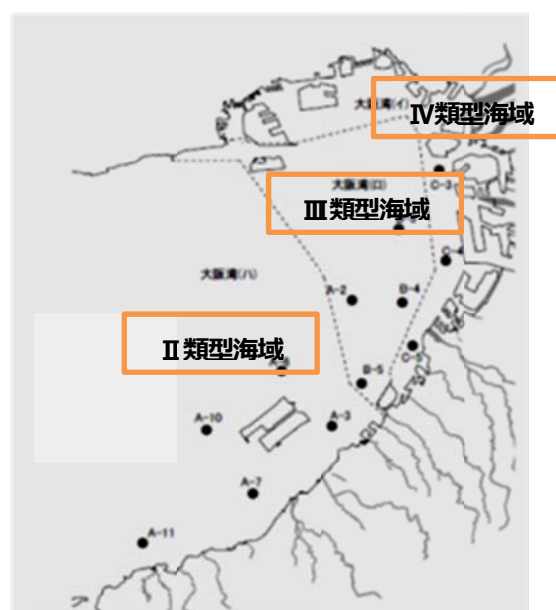 大阪湾(イ)
Ⅳ類型海域
C-3
大阪湾(ロ)
Ⅲ類型海域
C-4
大阪湾(ハ)
A-2
B-4
Ⅱ類型海域
C-5
A-6
B-5
A-10
A-3
A-7
A-11